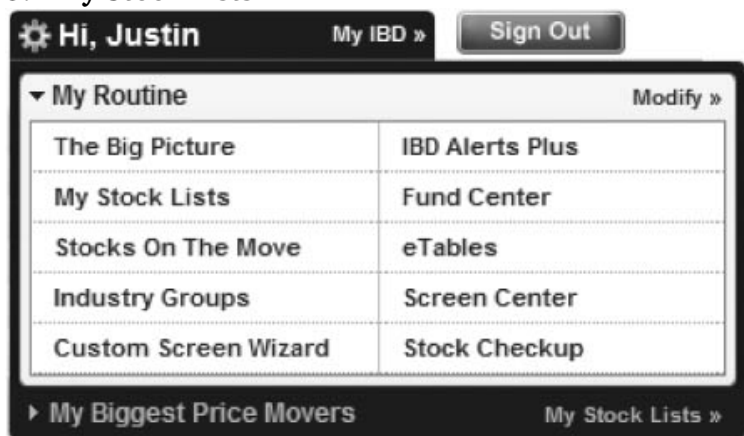 Hi, Justin My IBD » Sign Out
My Routine Modify »
The Big Picture IBD Alerts Plus
My Stock Lists Fund Center
Stocks On The Move eTables
Industry Groups Screen Center
Custom Screen Wizard Stock Checkup
My Biggest Price Movers My Stock Lists »